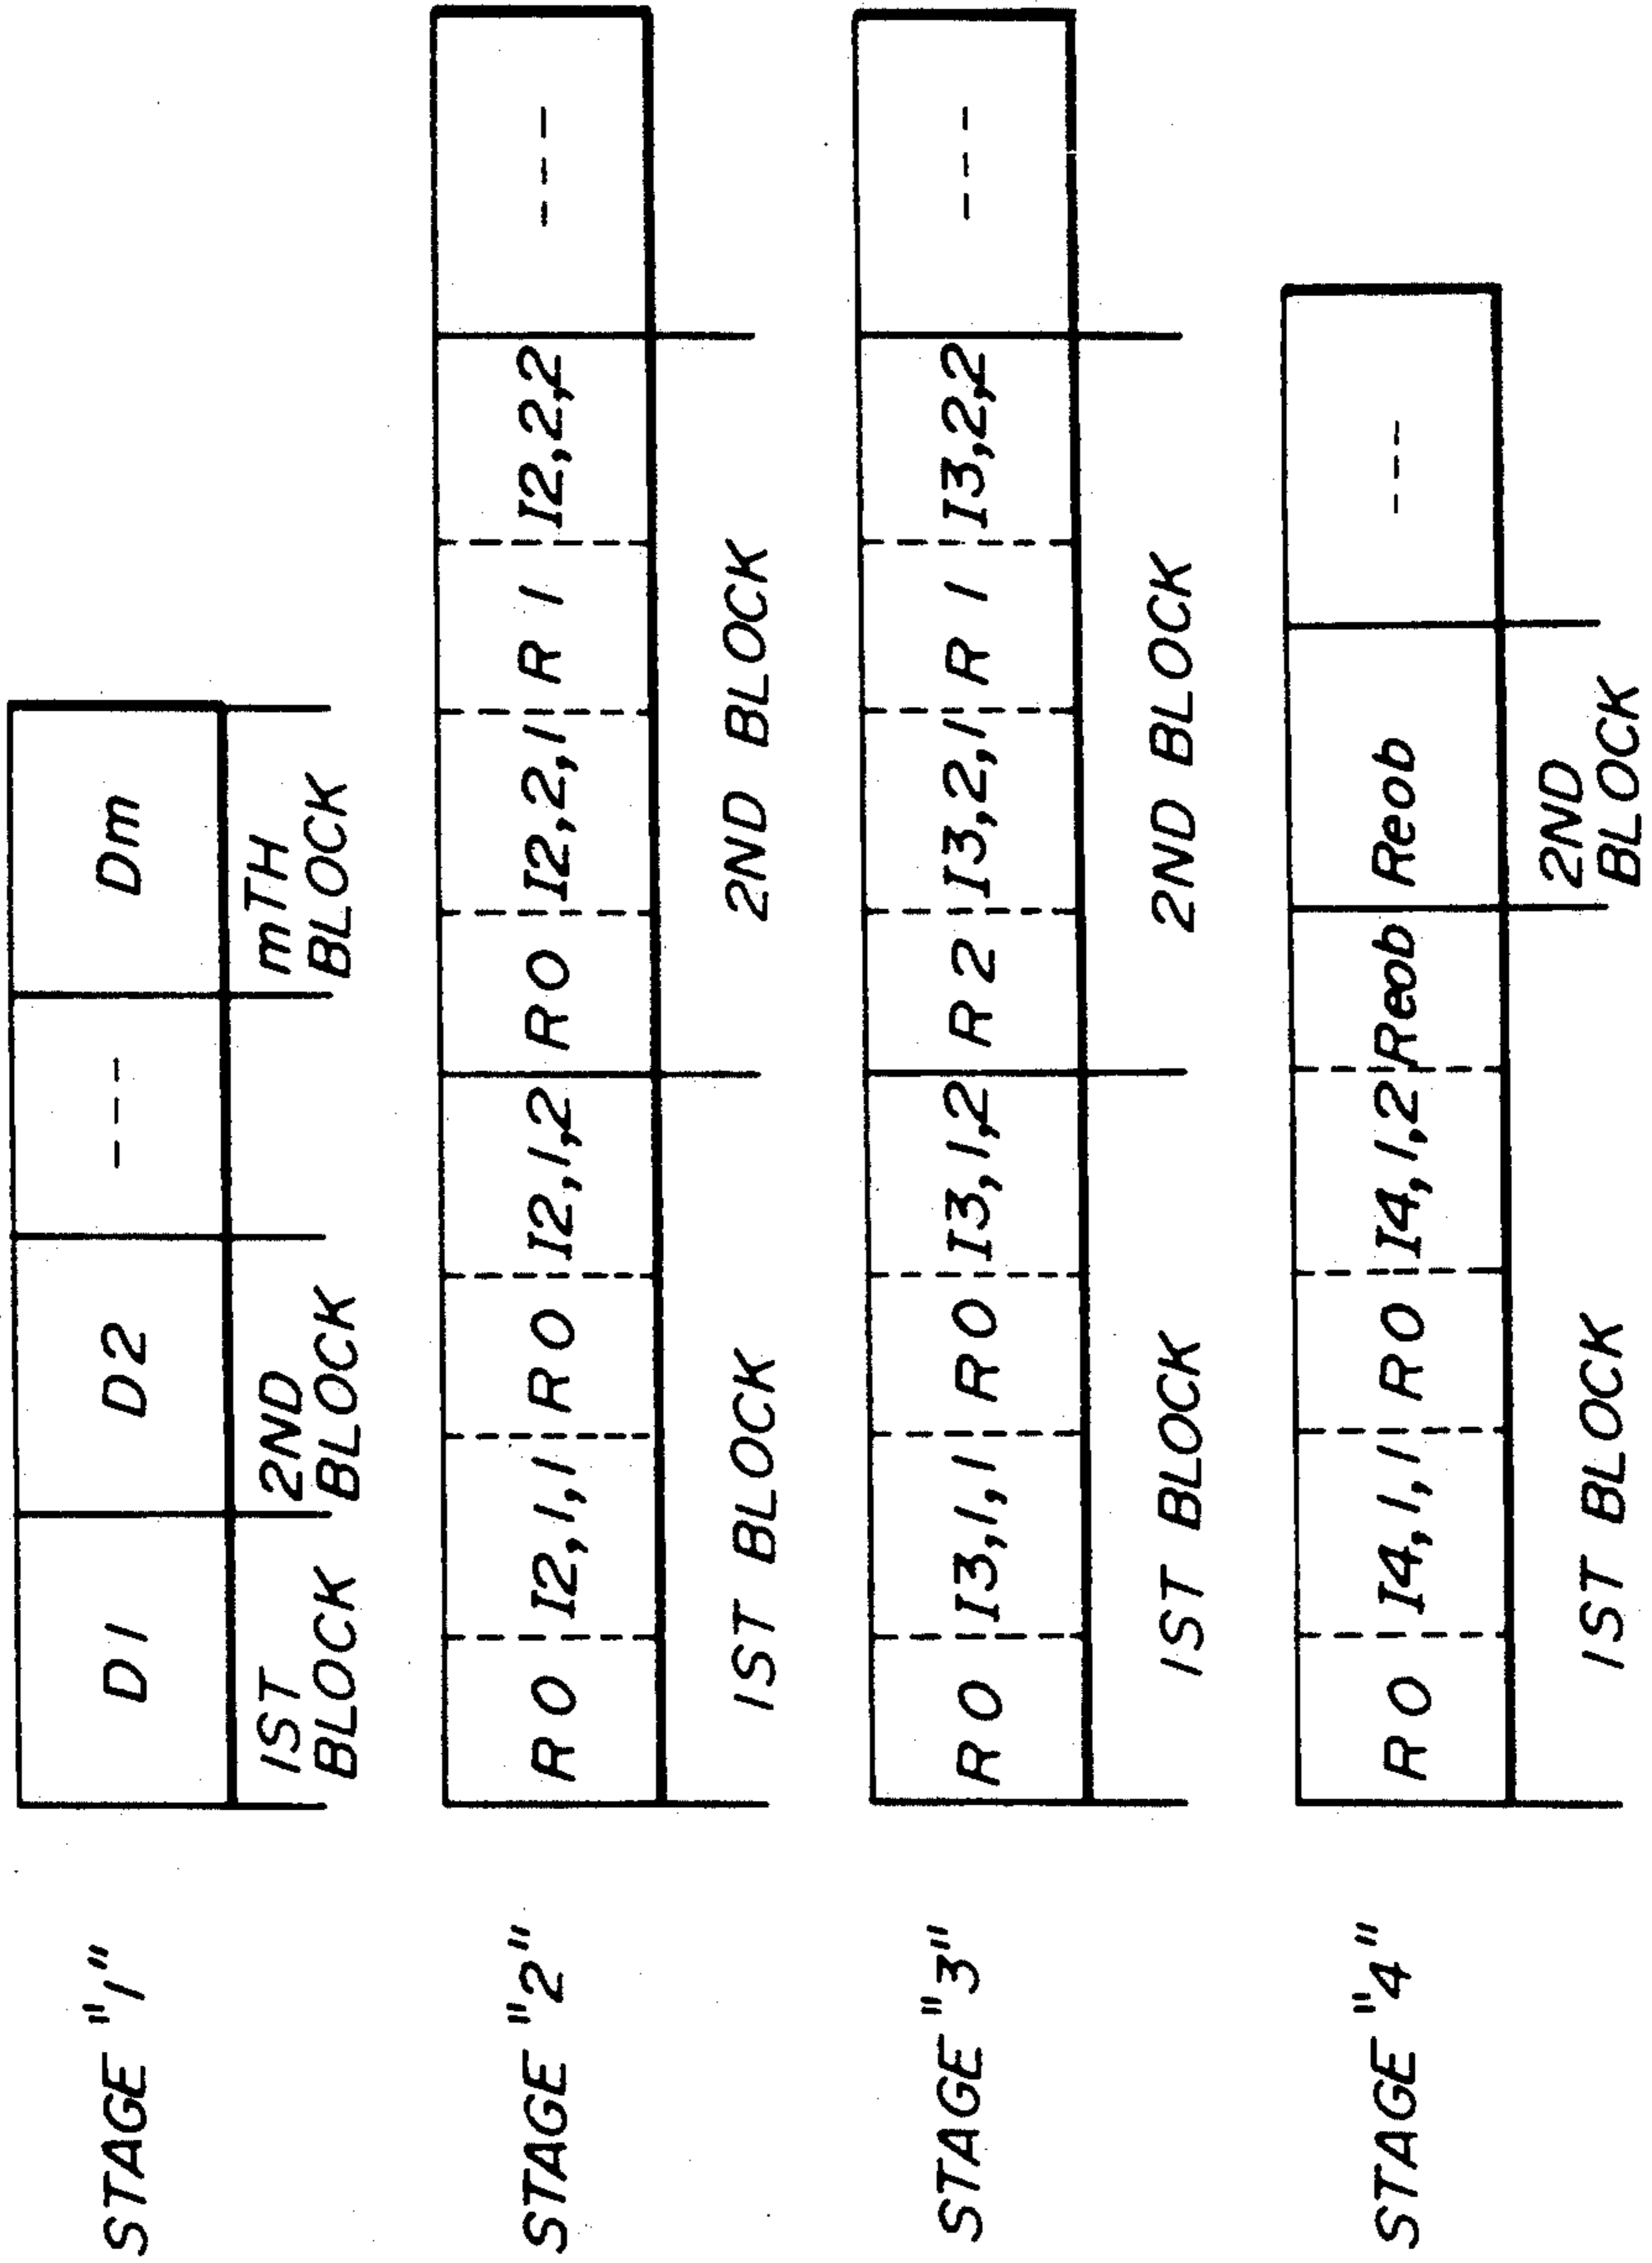 STAGE "1"
D1 D2 --- Dm
1ST BLOCK 2ND BLOCK mTH BLOCK
STAGE "2"
R0 I2,1,1 R0 I2,1,2 R0 I2,2,1 R1 I2,2,2 ---
1ST BLOCK 2ND BLOCK
STAGE "3"
R0 I3,1,1 R0 I3,1,2 R2 I3,2,1 R1 I3,2,2 ---
1ST BLOCK 2ND BLOCK
STAGE "4"
R0 I4,1,1 R0 I4,1,2 Reob Reob ---
1ST BLOCK 2ND BLOCK